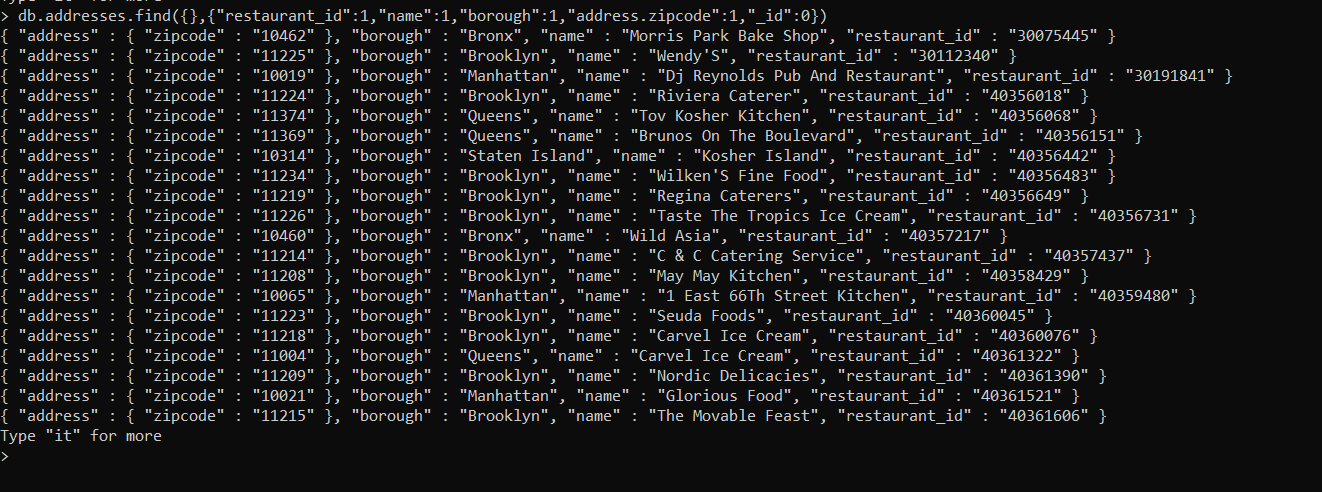 Type "it" for more
> db.addresses.find({},{"restaurant_id":1,"name":1,"borough":1,"address.zipcode":1,"_id":0})
{ "address" : { "zipcode" : "10462" }, "borough" : "Bronx", "name" : "Morris Park Bake Shop", "restaurant_id" : "30075445" }
{ "address" : { "zipcode" : "11225" }, "borough" : "Brooklyn", "name" : "Wendy'S", "restaurant_id" : "30112340" }
{ "address" : { "zipcode" : "10019" }, "borough" : "Manhattan", "name" : "Dj Reynolds Pub And Restaurant", "restaurant_id" : "30191841" }
{ "address" : { "zipcode" : "11224" }, "borough" : "Brooklyn", "name" : "Riviera Caterer", "restaurant_id" : "40356018" }
{ "address" : { "zipcode" : "11374" }, "borough" : "Queens", "name" : "Tov Kosher Kitchen", "restaurant_id" : "40356068" }
{ "address" : { "zipcode" : "11369" }, "borough" : "Queens", "name" : "Brunos On The Boulevard", "restaurant_id" : "40356151" }
{ "address" : { "zipcode" : "10314" }, "borough" : "Staten Island", "name" : "Kosher Island", "restaurant_id" : "40356442" }
{ "address" : { "zipcode" : "11234" }, "borough" : "Brooklyn", "name" : "Wilken'S Fine Food", "restaurant_id" : "40356483" }
{ "address" : { "zipcode" : "11219" }, "borough" : "Brooklyn", "name" : "Regina Caterers", "restaurant_id" : "40356649" }
{ "address" : { "zipcode" : "11226" }, "borough" : "Brooklyn", "name" : "Taste The Tropics Ice Cream", "restaurant_id" : "40356731" }
{ "address" : { "zipcode" : "10460" }, "borough" : "Bronx", "name" : "Wild Asia", "restaurant_id" : "40357217" }
{ "address" : { "zipcode" : "11214" }, "borough" : "Brooklyn", "name" : "C & C Catering Service", "restaurant_id" : "40357437" }
{ "address" : { "zipcode" : "11208" }, "borough" : "Brooklyn", "name" : "May May Kitchen", "restaurant_id" : "40358429" }
{ "address" : { "zipcode" : "10065" }, "borough" : "Manhattan", "name" : "1 East 66Th Street Kitchen", "restaurant_id" : "40359480" }
{ "address" : { "zipcode" : "11223" }, "borough" : "Brooklyn", "name" : "Seuda Foods", "restaurant_id" : "40360045" }
{ "address" : { "zipcode" : "11218" }, "borough" : "Brooklyn", "name" : "Carvel Ice Cream", "restaurant_id" : "40360076" }
{ "address" : { "zipcode" : "11004" }, "borough" : "Queens", "name" : "Carvel Ice Cream", "restaurant_id" : "40361322" }
{ "address" : { "zipcode" : "11209" }, "borough" : "Brooklyn", "name" : "Nordic Delicacies", "restaurant_id" : "40361390" }
{ "address" : { "zipcode" : "10021" }, "borough" : "Manhattan", "name" : "Glorious Food", "restaurant_id" : "40361521" }
{ "address" : { "zipcode" : "11215" }, "borough" : "Brooklyn", "name" : "The Movable Feast", "restaurant_id" : "40361606" }
Type "it" for more
>